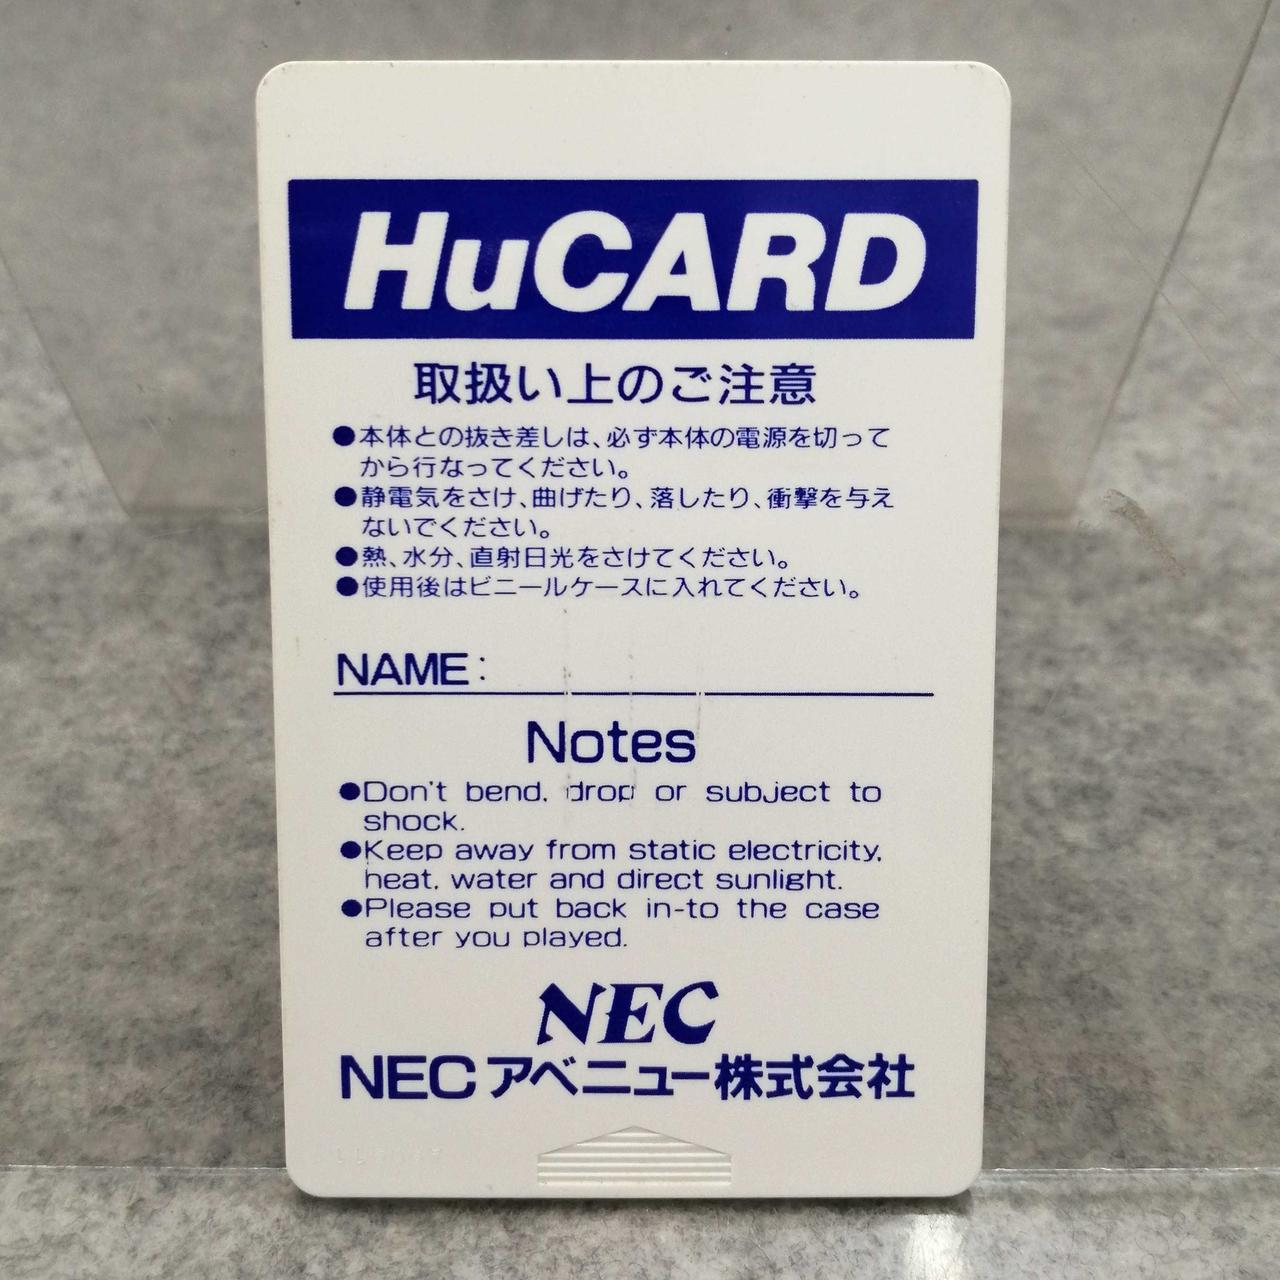 HuCARD
取扱い上のご注意
●本体との抜き差しは、必ず本体の電源を切って
から行なってください。
●静電気をさけ、曲げたり、落したり、衝撃を与え
ないでください。
●熱、水分、直射日光をさけてください。
●使用後はビニールケースに入れてください。
NAME:
Notes
●Don't bend, drop or subject to
shock.
●Keep away from static electricity,
heat, water and direct sunlight.
●Please put back in-to the case
after you played.
NEC
NECアベニュー株式会社